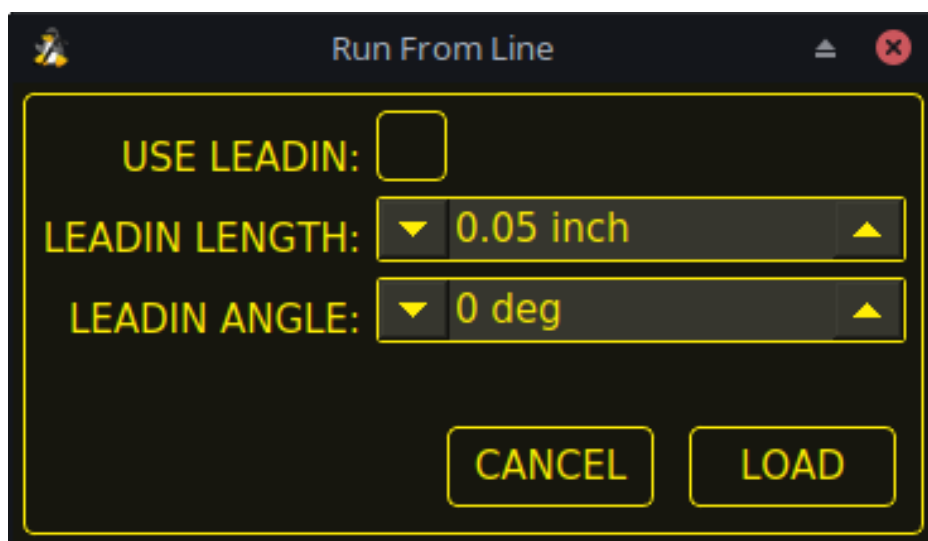 Run From Line
USE LEADIN:
LEADIN LENGTH: 0.05 inch
LEADIN ANGLE: 0 deg
CANCEL LOAD